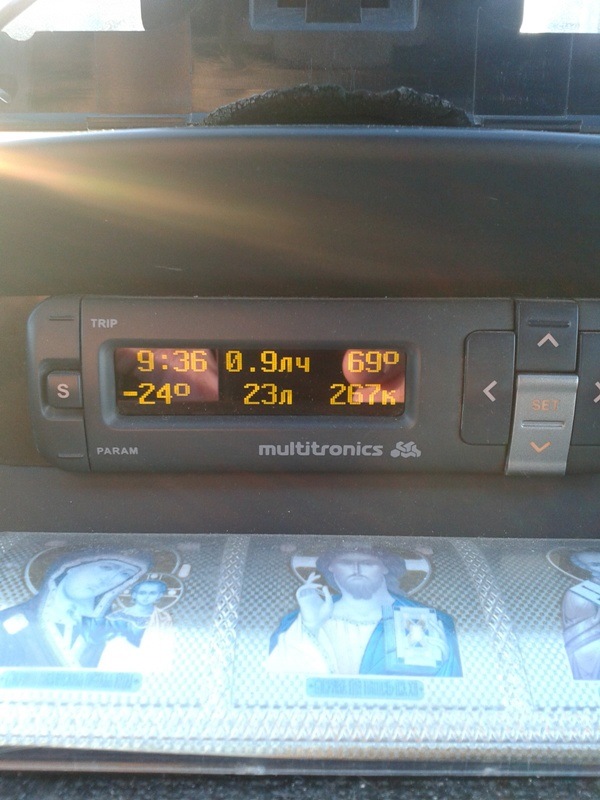 TRIP
9:36 0.9лч 69°
-24° 23л 267к
S
SET
PARAM
multitronics